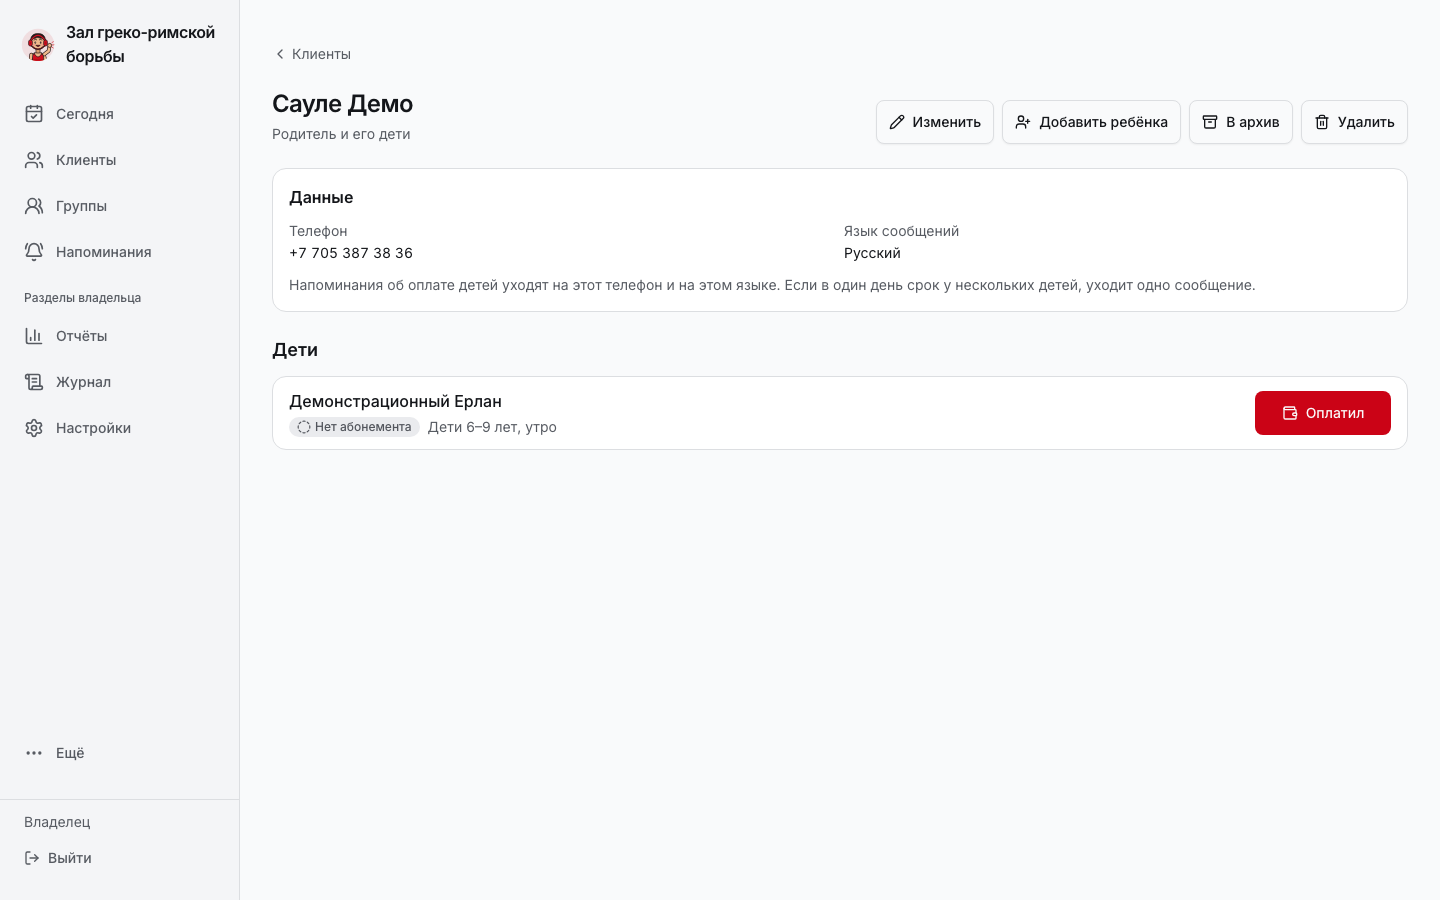 Зал греко-римской
борьбы
Сегодня
Клиенты
Группы
Напоминания
Разделы владельца
Отчёты
Журнал
Настройки
Ещё
Владелец
Выйти
Клиенты
Сауле Демо
Родитель и его дети
Изменить
Добавить ребёнка
В архив
Удалить
Данные
Телефон
+7 705 387 38 36
Язык сообщений
Русский
Напоминания об оплате детей уходят на этот телефон и на этом языке. Если в один день срок у нескольких детей, уходит одно сообщение.
Дети
Демонстрационный Ерлан
Нет абонемента
Дети 6–9 лет, утро
Оплатил